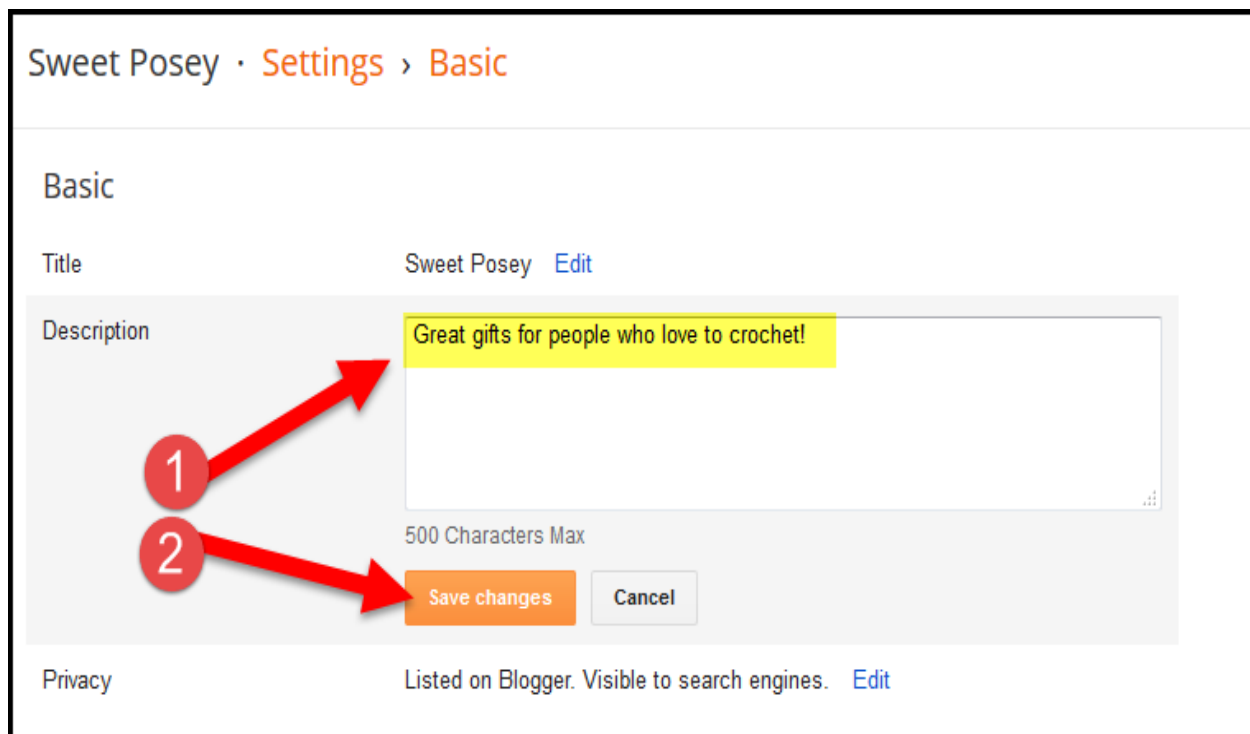 Sweet Posey · Settings › Basic
Basic
Title Sweet Posey Edit
Description Great gifts for people who love to crochet!
1
2
500 Characters Max
Save changes Cancel
Privacy Listed on Blogger. Visible to search engines. Edit